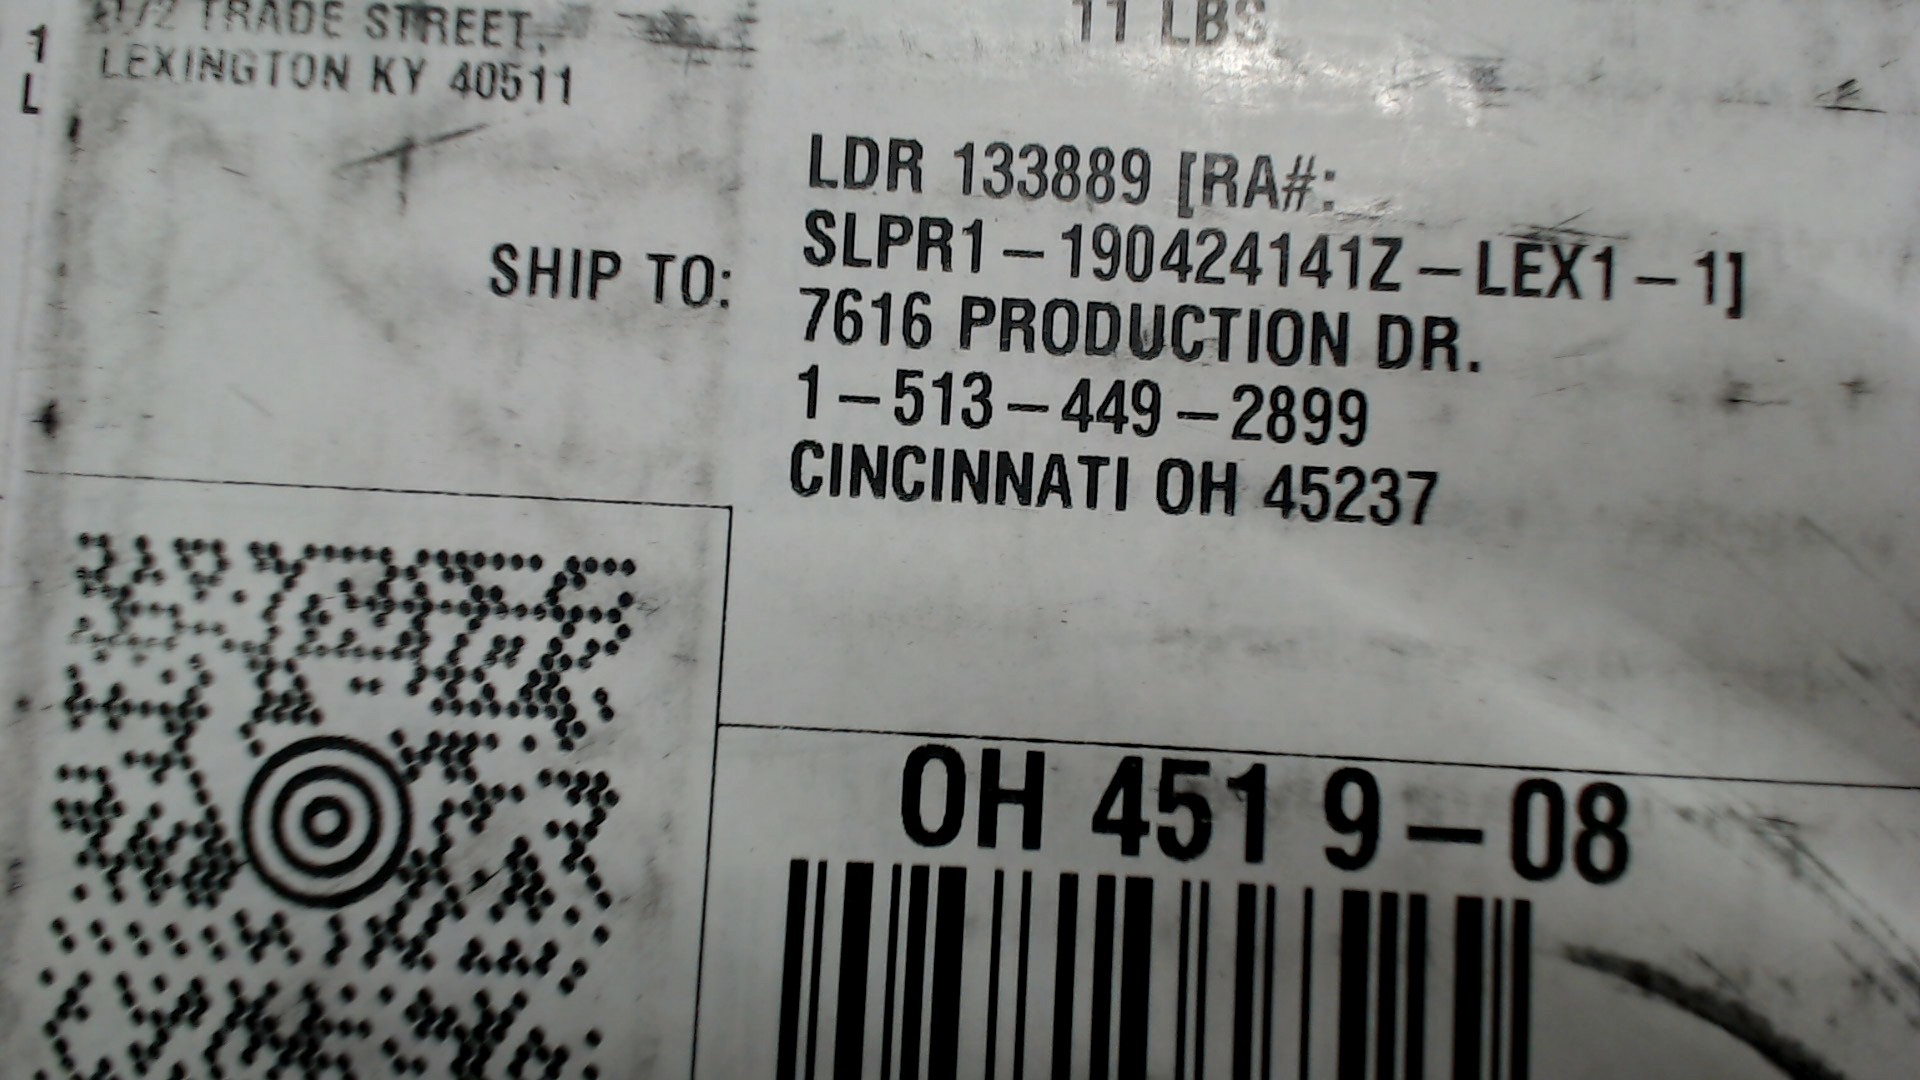 TRADE STREET,
LEXINGTON KY 40511
1
L
11 LBS
SHIP TO:
LDR 133889 [RA#:
SLPR1-190424141Z-LEX1-1]
7616 PRODUCTION DR.
1-513-449-2899
CINCINNATI OH 45237
OH 451 9-08